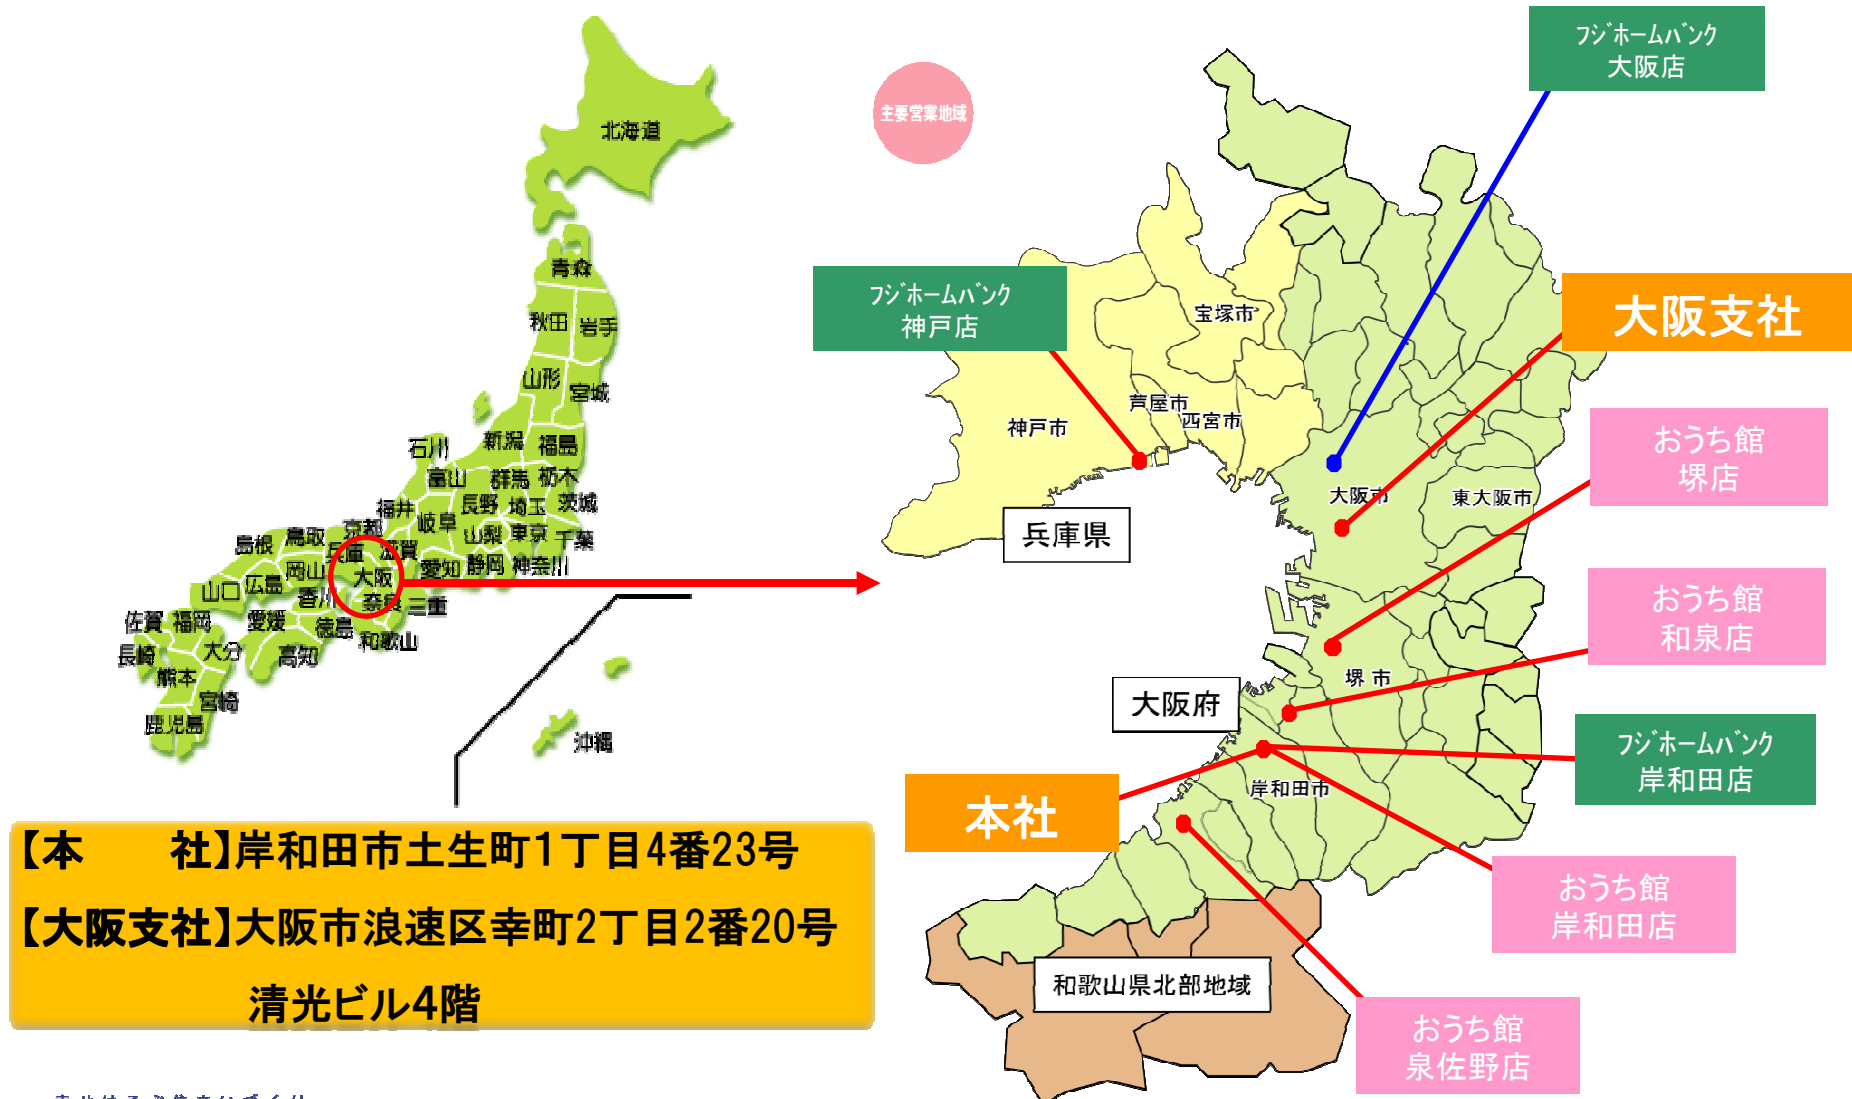 主要営業地域
北海道
青森
秋田
岩手
山形
宮城
新潟
福島
石川
富山
群馬
栃木
福井
長野
埼玉
茨城
岐阜
山梨
東京
千葉
京都
滋賀
愛知
静岡
神奈川
鳥取
島根
兵庫
岡山
大阪
広島
山口
香川
奈良
三重
佐賀
福岡
愛媛
徳島
和歌山
長崎
大分
高知
熊本
宮崎
鹿児島
沖縄
フジホームバンク
大阪店
フジホームバンク
神戸店
大阪支社
宝塚市
芦屋市
西宮市
神戸市
おうち館
堺店
大阪市
東大阪市
兵庫県
おうち館
和泉店
堺市
大阪府
フジホームバンク
岸和田店
岸和田市
本社
おうち館
岸和田店
和歌山県北部地域
おうち館
泉佐野店
【本　　社】岸和田市土生町1丁目4番23号
【大阪支社】大阪市浪速区幸町2丁目2番20号
清光ビル4階